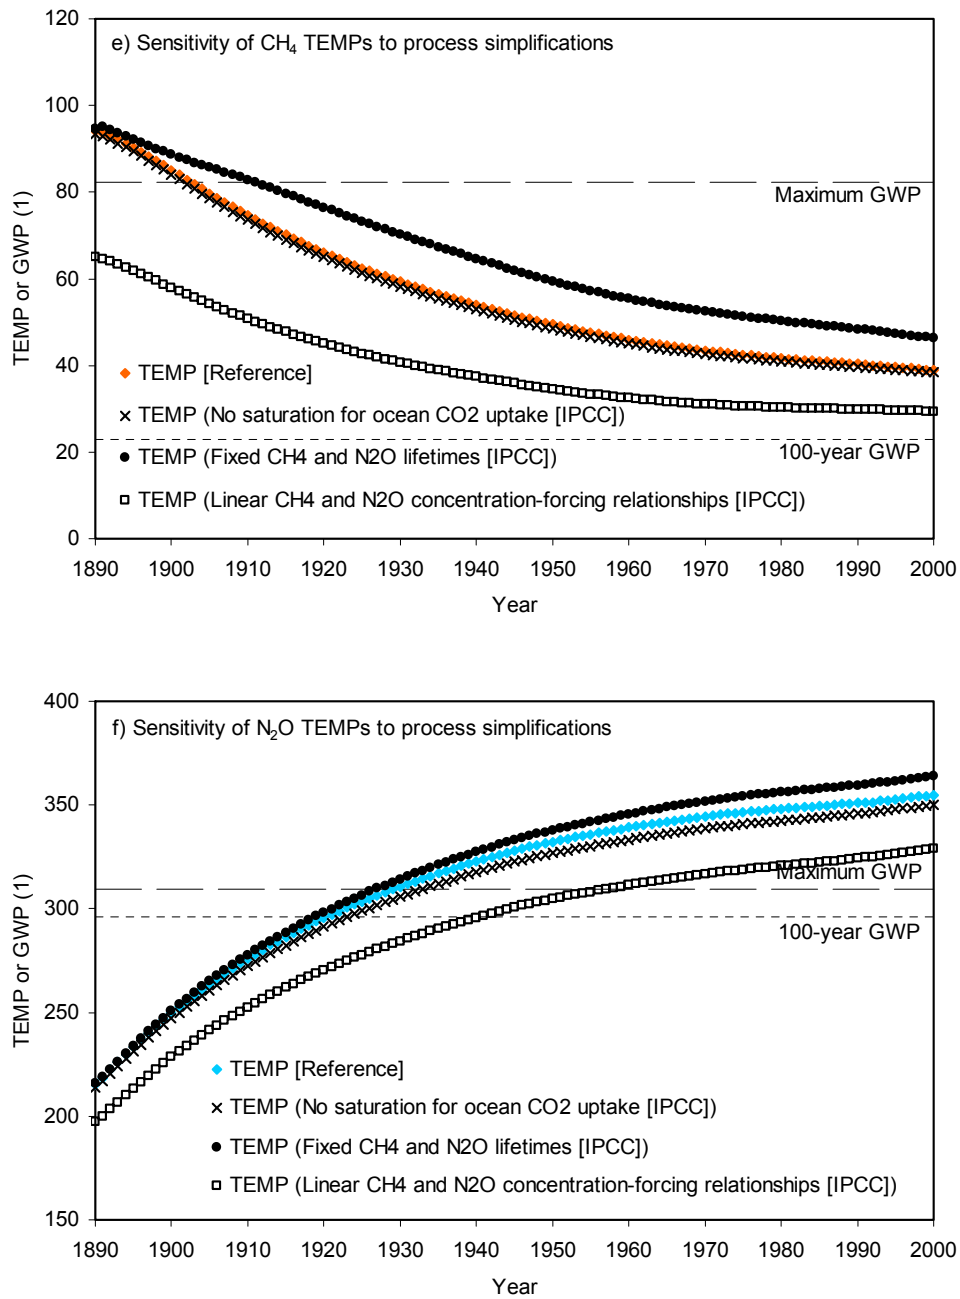 120
e) Sensitivity of CH4 TEMPs to process simplifications
100
80
Maximum GWP
TEMP or GWP (1)
60
40
TEMP [Reference]
TEMP (No saturation for ocean CO2 uptake [IPCC])
20
100-year GWP
TEMP (Fixed CH4 and N2O lifetimes [IPCC])
TEMP (Linear CH4 and N2O concentration-forcing relationships [IPCC])
0
1890 1900 1910 1920 1930 1940 1950 1960 1970 1980 1990 2000
Year
400
f) Sensitivity of N2O TEMPs to process simplifications
350
Maximum GWP
300
100-year GWP
TEMP or GWP (1)
250
TEMP [Reference]
200
TEMP (No saturation for ocean CO2 uptake [IPCC])
TEMP (Fixed CH4 and N2O lifetimes [IPCC])
TEMP (Linear CH4 and N2O concentration-forcing relationships [IPCC])
150
1890 1900 1910 1920 1930 1940 1950 1960 1970 1980 1990 2000
Year